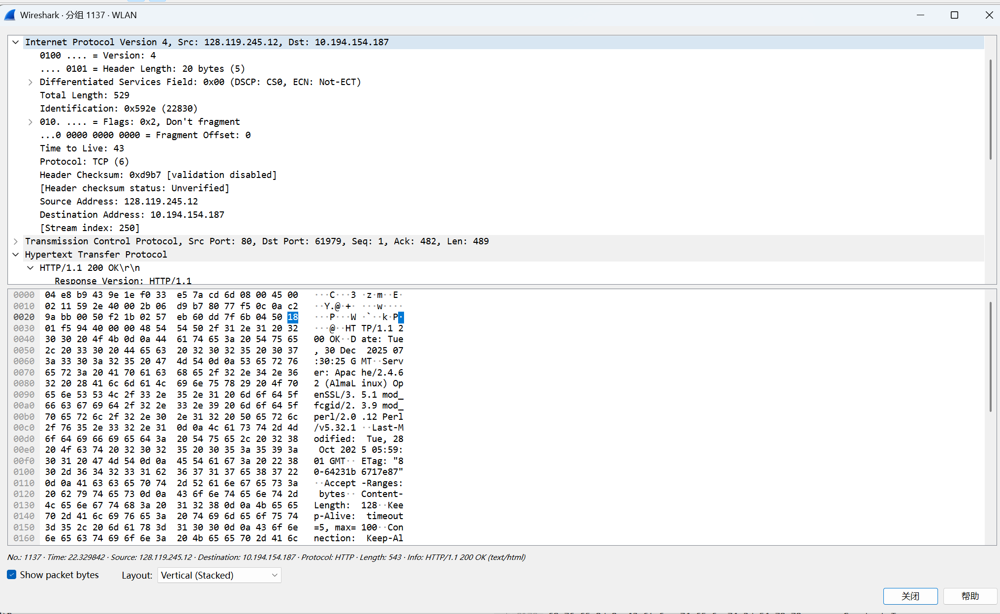 Wireshark · 分组 1137 · WLAN
Internet Protocol Version 4, Src: 128.119.245.12, Dst: 10.194.154.187
0100 .... = Version: 4
.... 0101 = Header Length: 20 bytes (5)
Differentiated Services Field: 0x00 (DSCP: CS0, ECN: Not-ECT)
Total Length: 529
Identification: 0x592e (22830)
010. .... = Flags: 0x2, Don't fragment
...0 0000 0000 0000 = Fragment Offset: 0
Time to Live: 43
Protocol: TCP (6)
Header Checksum: 0xd9b7 [validation disabled]
[Header checksum status: Unverified]
Source Address: 128.119.245.12
Destination Address: 10.194.154.187
[Stream index: 250]
Transmission Control Protocol, Src Port: 80, Dst Port: 61979, Seq: 1, Ack: 482, Len: 489
Hypertext Transfer Protocol
HTTP/1.1 200 OK\r\n
Response Version: HTTP/1.1
0000 04 e8 b9 43 9e 1e f0 33 e5 7a cd 6d 08 00 45 00 ···C···3 ·z·m··E·
0010 02 11 59 2e 40 00 2b 06 d9 b7 80 77 f5 0c 0a c2 ··Y.@·+· ···w····
0020 9a bb 00 50 f2 1b 02 57 eb 60 dd 7f 6b 04 50 18 ···P···W ·`··k·P·
0030 01 f5 94 40 00 00 48 54 54 50 2f 31 2e 31 20 32 ···@··HT TP/1.1 2
0040 30 30 20 4f 4b 0d 0a 44 61 74 65 3a 20 54 75 65 00 OK··D ate: Tue
0050 2c 20 33 30 20 44 65 63 20 32 30 32 35 20 30 37 , 30 Dec 2025 07
0060 3a 33 30 3a 32 35 20 47 4d 54 0d 0a 53 65 72 76 :30:25 G MT··Serv
0070 65 72 3a 20 41 70 61 63 68 65 2f 32 2e 34 2e 36 er: Apac he/2.4.6
0080 32 20 28 41 6c 6d 61 4c 69 6e 75 78 29 20 4f 70 2 (AlmaL inux) Op
0090 65 6e 53 53 4c 2f 33 2e 35 2e 31 20 6d 6f 64 5f enSSL/3. 5.1 mod_
00a0 66 63 67 69 64 2f 32 2e 33 2e 39 20 6d 6f 64 5f fcgid/2. 3.9 mod_
00b0 70 65 72 6c 2f 32 2e 30 2e 31 32 20 50 65 72 6c perl/2.0 .12 Perl
00c0 2f 76 35 2e 33 32 2e 31 0d 0a 4c 61 73 74 2d 4d /v5.32.1 ··Last-M
00d0 6f 64 69 66 69 65 64 3a 20 54 75 65 2c 20 32 38 odified: Tue, 28
00e0 20 4f 63 74 20 32 30 32 35 20 30 35 3a 35 39 3a Oct 202 5 05:59:
00f0 30 31 20 47 4d 54 0d 0a 45 54 61 67 3a 20 22 38 01 GMT·· ETag: "8
0100 30 2d 36 34 32 33 31 62 36 37 31 37 65 38 37 22 0-64231b 6717e87"
0110 0d 0a 41 63 63 65 70 74 2d 52 61 6e 67 65 73 3a ··Accept -Ranges:
0120 20 62 79 74 65 73 0d 0a 43 6f 6e 74 65 6e 74 2d bytes·· Content-
0130 4c 65 6e 67 74 68 3a 20 31 32 38 0d 0a 4b 65 65 Length: 128··Kee
0140 70 2d 41 6c 69 76 65 3a 20 74 69 6d 65 6f 75 74 p-Alive: timeout
0150 3d 35 2c 20 6d 61 78 3d 31 30 30 0d 0a 43 6f 6e =5, max= 100··Con
0160 6e 65 63 74 69 6f 6e 3a 20 4b 65 65 70 2d 41 6c nection: Keep-Al
No.: 1137 · Time: 22.329842 · Source: 128.119.245.12 · Destination: 10.194.154.187 · Protocol: HTTP · Length: 543 · Info: HTTP/1.1 200 OK (text/html)
Show packet bytes Layout: Vertical (Stacked)
关闭 帮助